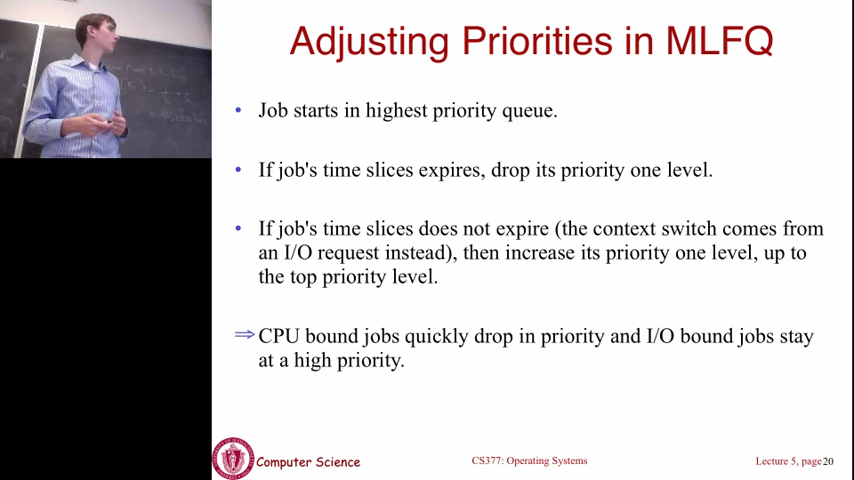 Adjusting Priorities in MLFQ
• Job starts in highest priority queue.
• If job's time slices expires, drop its priority one level.
• If job's time slices does not expire (the context switch comes from
an I/O request instead), then increase its priority one level, up to
the top priority level.
⇒ CPU bound jobs quickly drop in priority and I/O bound jobs stay
at a high priority.
Computer Science
CS377: Operating Systems
Lecture 5, page 20